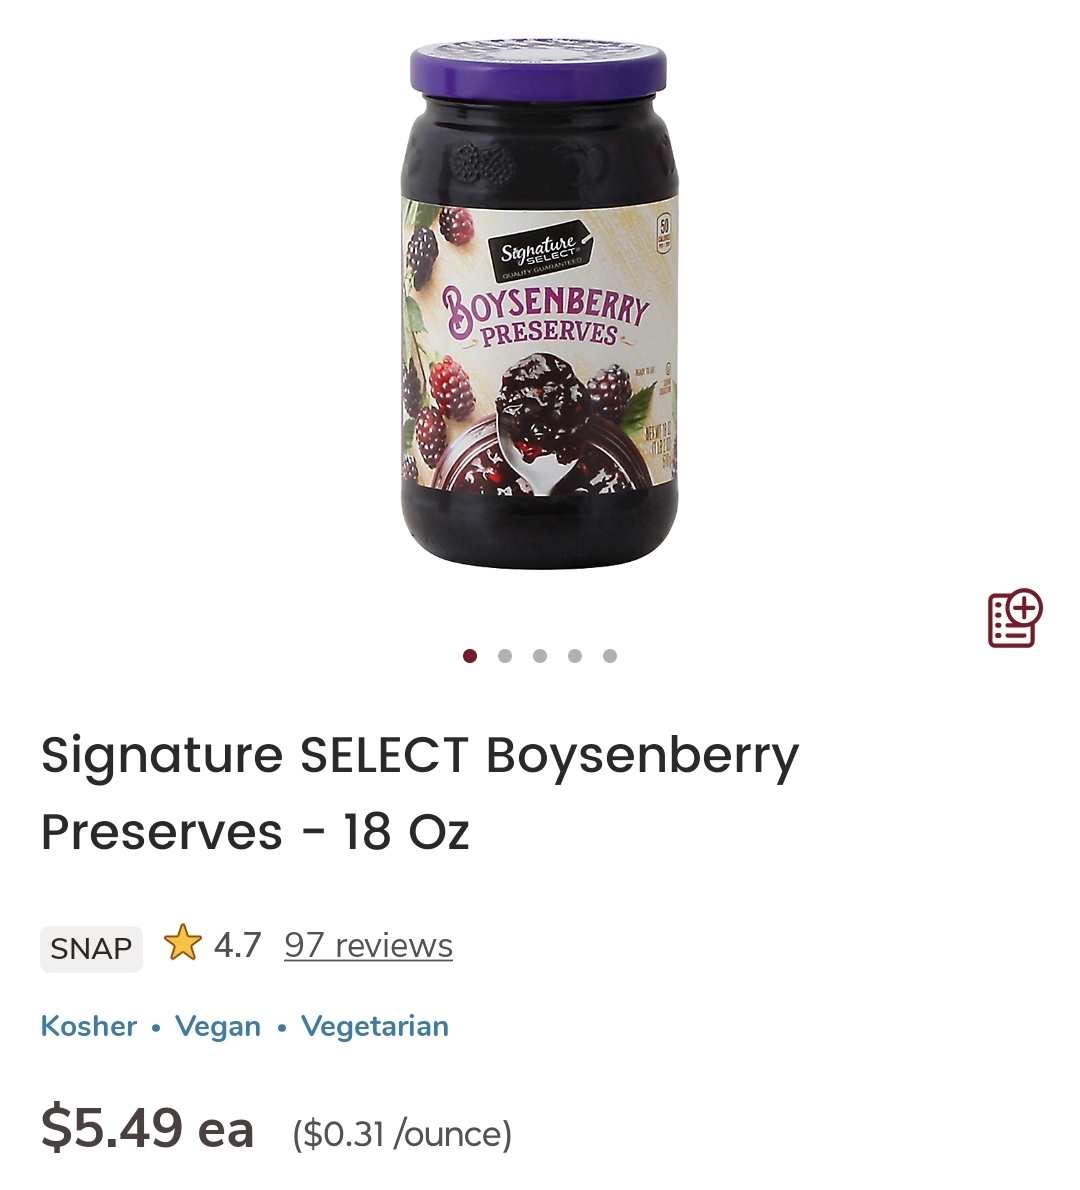 Signature
SELECT®
QUALITY GUARANTEED
50
CALORIES
BOYSENBERRY
PRESERVES
Signature SELECT Boysenberry
Preserves - 18 Oz
SNAP 4.7 97 reviews
Kosher • Vegan • Vegetarian
$5.49 ea ($0.31 /ounce)